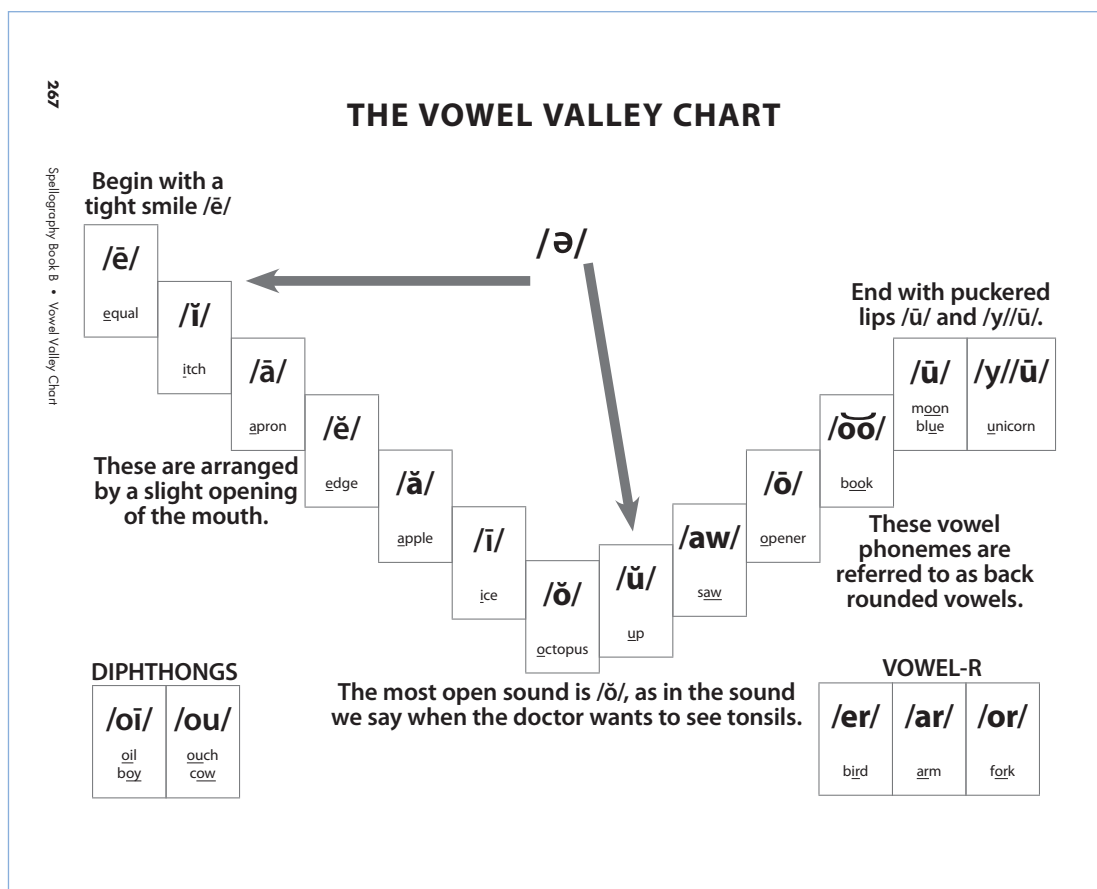 267
Spellography Book B • Vowel Valley Chart
THE VOWEL VALLEY CHART
Begin with a
tight smile /ē/
/ē/
equal
/ĭ/
itch
/ā/
apron
/ĕ/
edge
/ă/
apple
/ī/
ice
/ŏ/
octopus
/ŭ/
up
/aw/
saw
/ō/
opener
/o͝o/
book
/ū/
moon
blue
/y//ū/
unicorn
/ə/
End with puckered
lips /ū/ and /y//ū/.
These are arranged
by a slight opening
of the mouth.
These vowel
phonemes are
referred to as back
rounded vowels.
The most open sound is /ŏ/, as in the sound
we say when the doctor wants to see tonsils.
DIPHTHONGS
/oī/
oil
boy
/ou/
ouch
cow
VOWEL-R
/er/
bird
/ar/
arm
/or/
fork